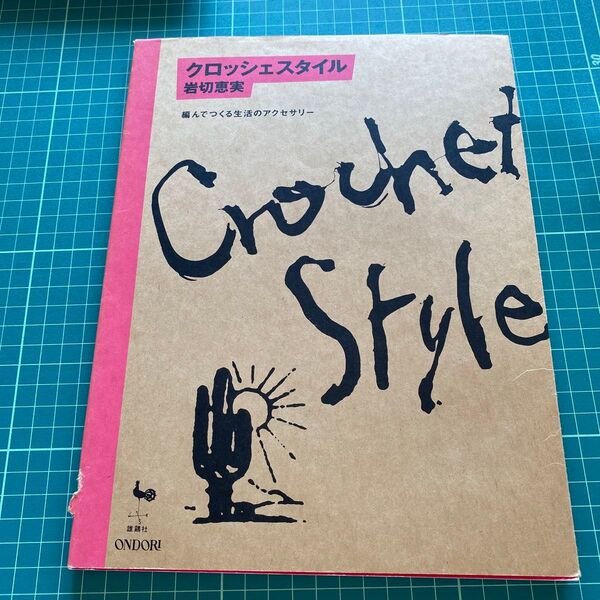 クロッシェスタイル
岩切恵実
編んでつくる生活のアクセサリー
Crochet
Style
雄鷄社
ONDORI